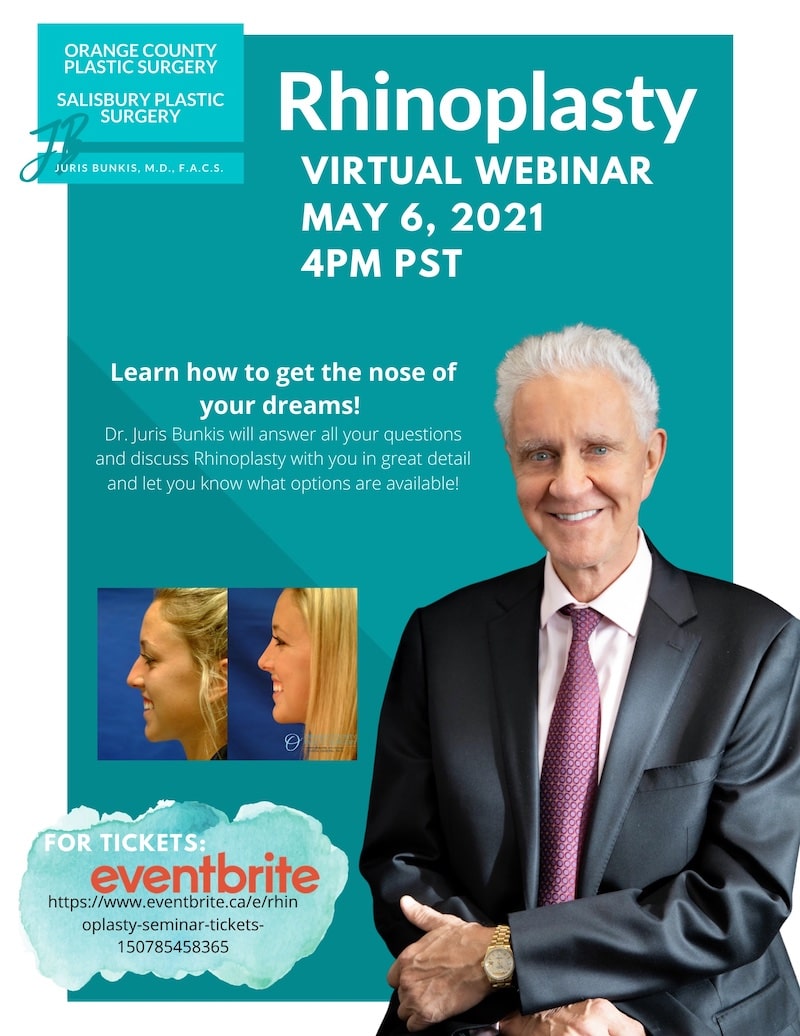 ORANGE COUNTY
PLASTIC SURGERY
SALISBURY PLASTIC
SURGERY
JB
JURIS BUNKIS, M.D., F.A.C.S.
Rhinoplasty
VIRTUAL WEBINAR
MAY 6, 2021
4PM PST
Learn how to get the nose of
your dreams!
Dr. Juris Bunkis will answer all your questions
and discuss Rhinoplasty with you in great detail
and let you know what options are available!
FOR TICKETS:
eventbrite
https://www.eventbrite.ca/e/rhin
oplasty-seminar-tickets-
150785458365